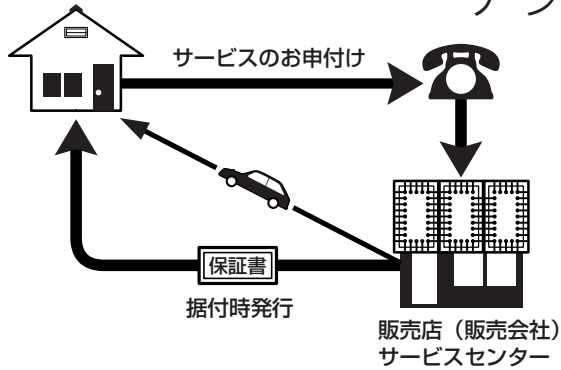 サービスのお申付け
保証書
据付時発行
販売店（販売会社）
サービスセンター